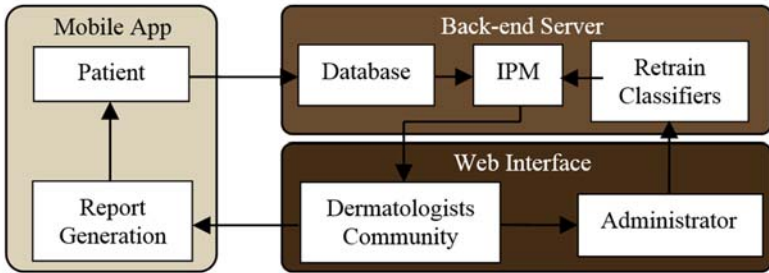 Mobile App
Patient
Report
Generation
Back-end Server
Database
IPM
Retrain
Classifiers
Web Interface
Dermatologists
Community
Administrator